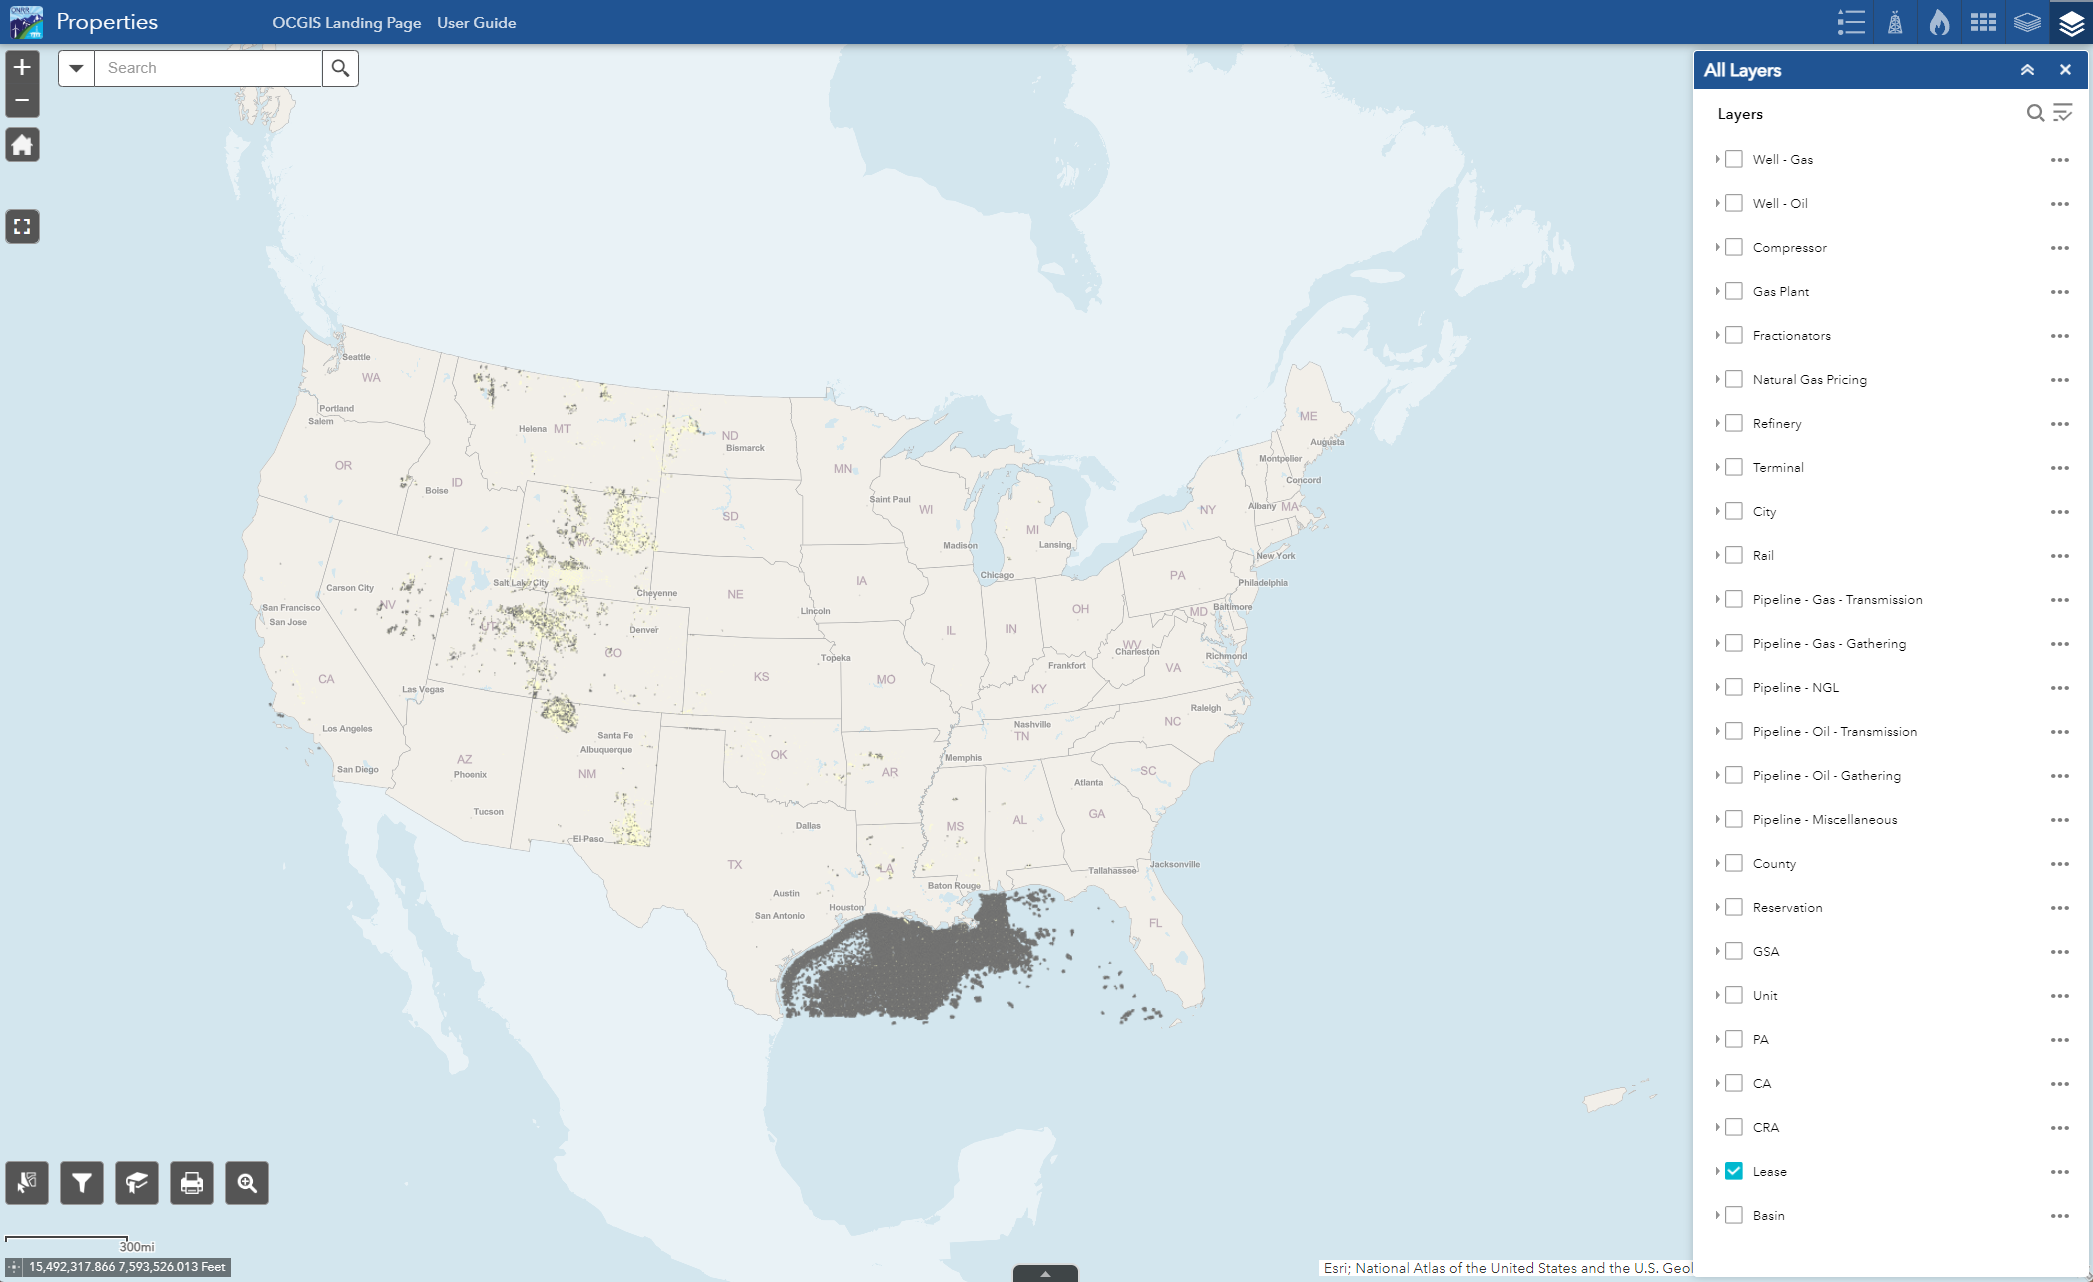 Properties
OCGIS Landing Page
User Guide
Search
All Layers
Layers
Well - Gas
Well - Oil
Compressor
Gas Plant
Fractionators
Natural Gas Pricing
Refinery
Terminal
City
Rail
Pipeline - Gas - Transmission
Pipeline - Gas - Gathering
Pipeline - NGL
Pipeline - Oil - Transmission
Pipeline - Oil - Gathering
Pipeline - Miscellaneous
County
Reservation
GSA
Unit
PA
CA
CRA
Lease
Basin
Seattle
WA
Portland
Salem
Helena
MT
ND
Bismarck
MN
ME
Augusta
Montpelier
Concord
OR
ID
Boise
Saint Paul
WI
NY
Albany
MA
SD
MI
Lansing
Madison
New York
Chicago
PA
Philadelphia
Carson City
NV
Salt Lake City
Cheyenne
NE
IA
Lincoln
OH
MD
Baltimore
San Francisco
San Jose
UT
Denver
CO
IL
IN
WV
Charleston
Richmond
Topeka
Frankfort
VA
CA
Las Vegas
KS
MO
KY
Raleigh
Los Angeles
Santa Fe
Albuquerque
Nashville
TN
NC
San Diego
AZ
Phoenix
NM
OK
AR
Memphis
SC
Atlanta
Tucson
El Paso
Dallas
MS
AL
GA
TX
LA
Tallahassee
Jacksonville
Austin
Baton Rouge
San Antonio
Houston
FL
300mi
15,492,317.866 7,593,526.013 Feet
Esri; National Atlas of the United States and the U.S. Geol